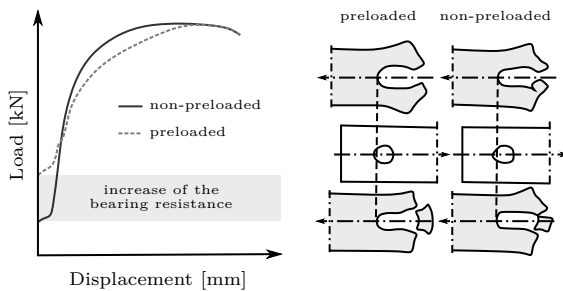 preloaded
non-preloaded
Load [kN]
non-preloaded
preloaded
increase of the
bearing resistance
Displacement [mm]